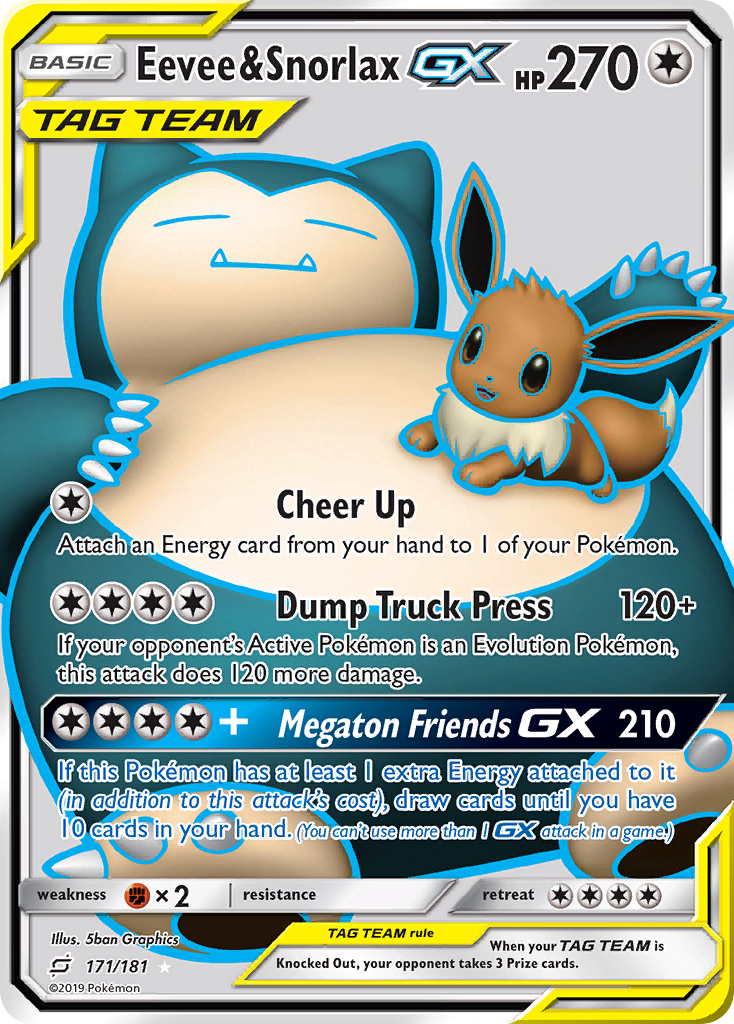 BASIC Eevee&Snorlax GX HP270
TAG TEAM
Cheer Up
Attach an Energy card from your hand to 1 of your Pokémon.
Dump Truck Press 120+
If your opponent's Active Pokémon is an Evolution Pokémon,
this attack does 120 more damage.
+ Megaton Friends GX 210
If this Pokémon has at least 1 extra Energy attached to it
(in addition to this attack's cost), draw cards until you have
10 cards in your hand. (You can't use more than 1 GX attack in a game.)
weakness ×2 resistance retreat
Illus. 5ban Graphics
171/181
©2019 Pokémon
TAG TEAM rule
When your TAG TEAM is
Knocked Out, your opponent takes 3 Prize cards.